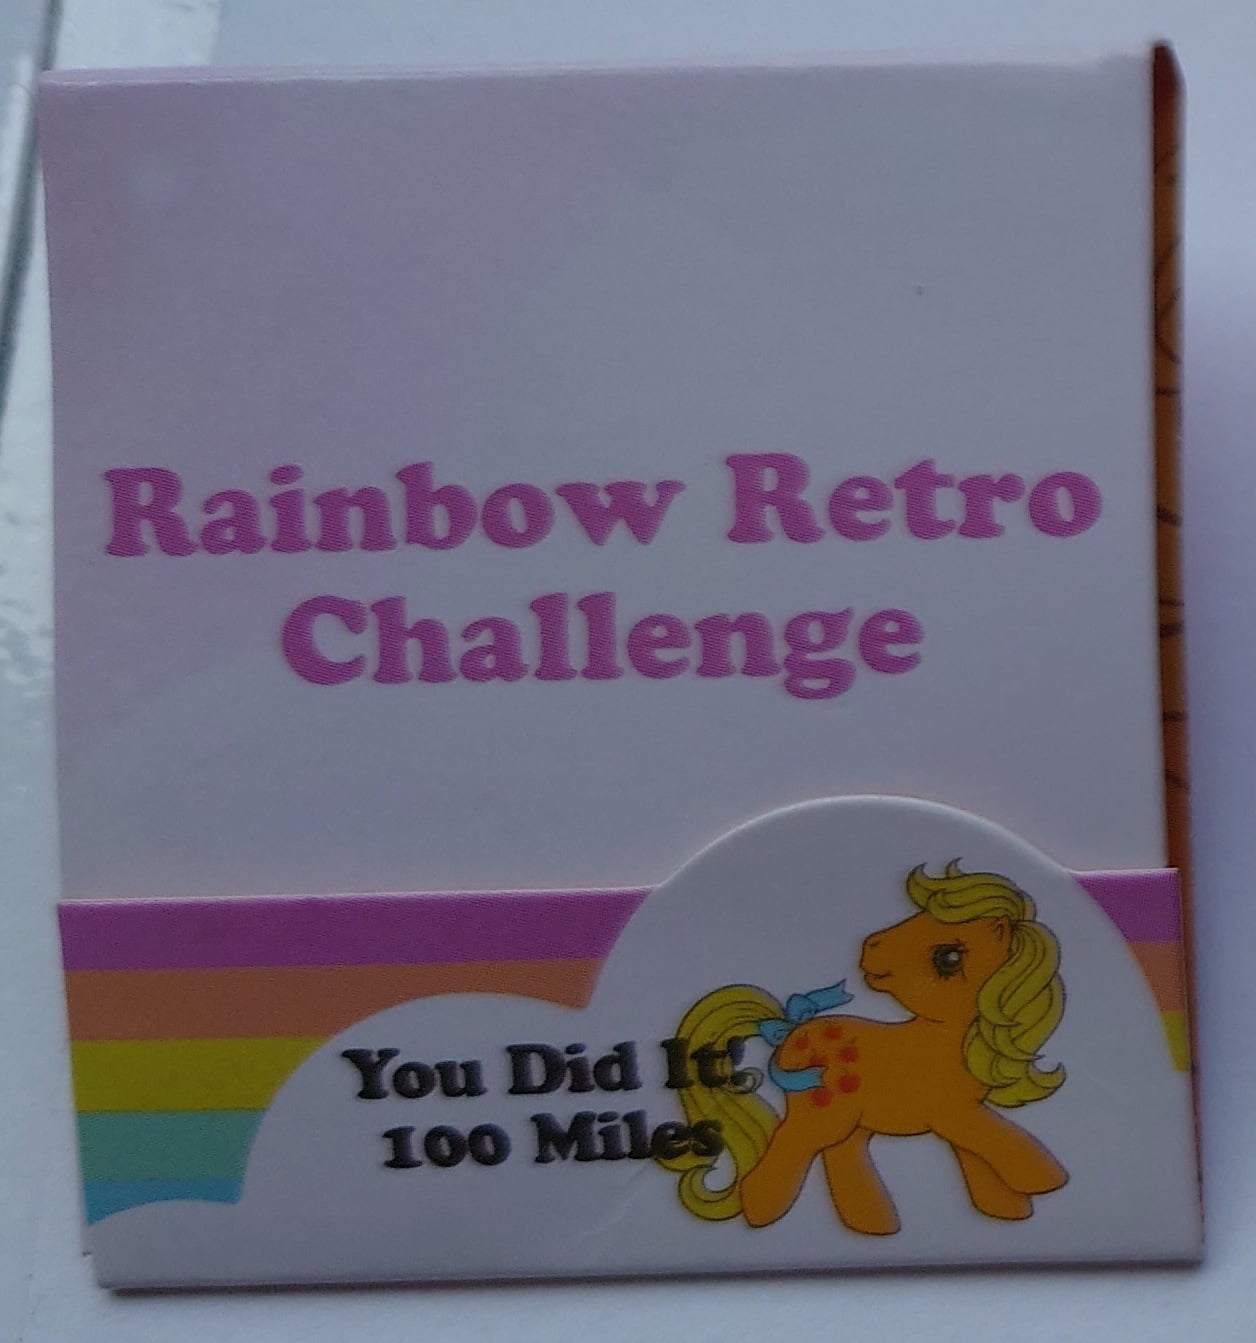 Rainbow Retro
Challenge
You Did It!
100 Miles